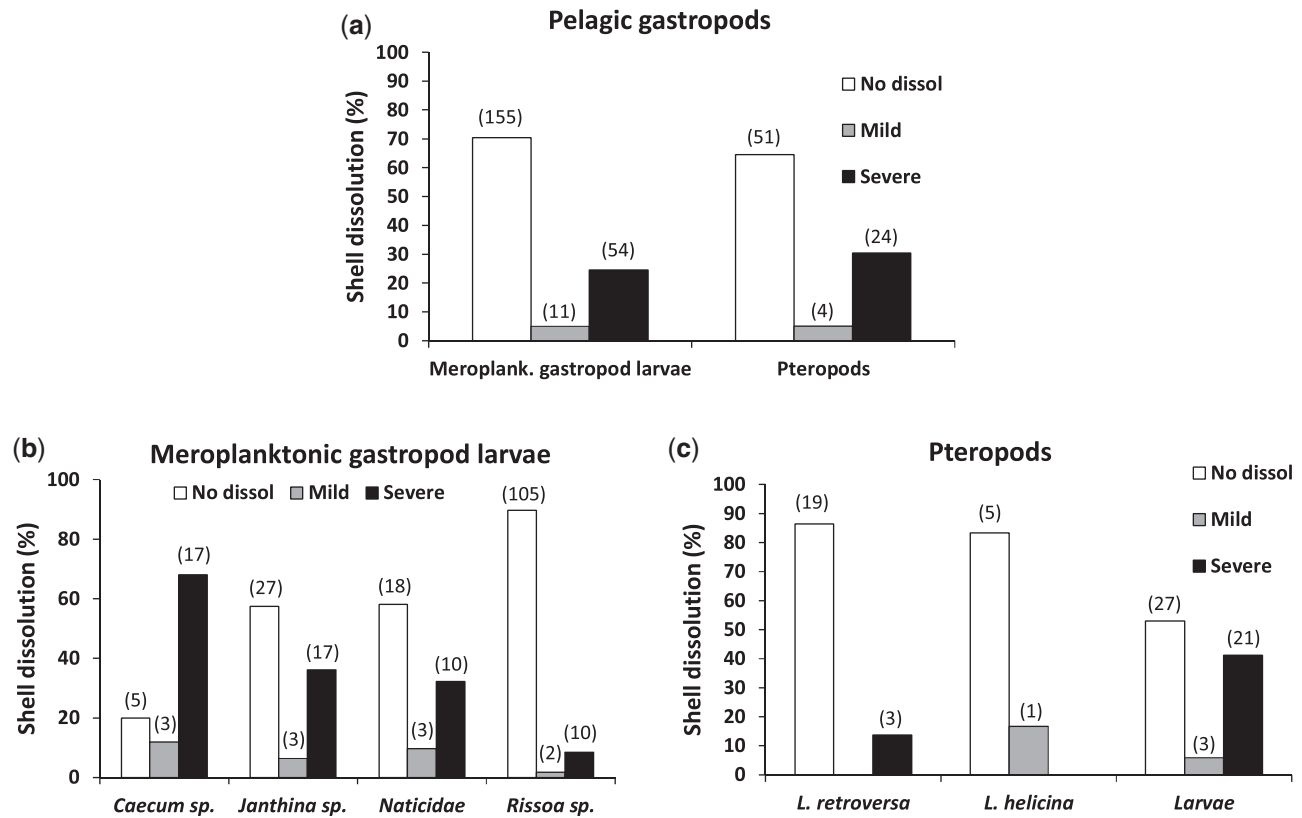 (a)
Pelagic gastropods
Shell dissolution (%)
100
90
80
70
60
50
40
30
20
10
0
(155)
(11)
(54)
(51)
(4)
(24)
No dissol
Mild
Severe
Meroplank. gastropod larvae
Pteropods
(b)
Meroplanktonic gastropod larvae
No dissol Mild Severe
Shell dissolution (%)
100
80
60
40
20
0
(5)
(3)
(17)
(27)
(3)
(17)
(18)
(3)
(10)
(105)
(2)
(10)
Caecum sp.
Janthina sp.
Naticidae
Rissoa sp.
(c)
Pteropods
No dissol
Mild
Severe
Shell dissolution (%)
100
90
80
70
60
50
40
30
20
10
0
(19)
(3)
(5)
(1)
(27)
(3)
(21)
L. retroversa
L. helicina
Larvae